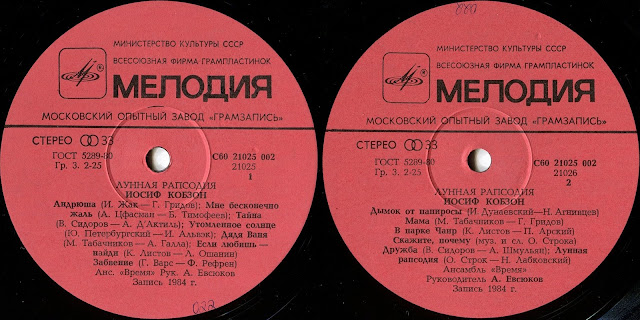 МИНИСТЕРСТВО КУЛЬТУРЫ СССР
ВСЕСОЮЗНАЯ ФИРМА ГРАМПЛАСТИНОК
МЕЛОДИЯ
МОСКОВСКИЙ ОПЫТНЫЙ ЗАВОД «ГРАМЗАПИСЬ»
СТЕРЕО 33
ГОСТ 5289-80
Гр. 3. 2-25
С60 21025 002
21025
1
ЛУННАЯ РАПСОДИЯ
ИОСИФ КОБЗОН
Андрюша (И. Жак — Г. Гридов); Мне бесконечно
жаль (А. Цфасман — Б. Тимофеев); Тайна
(В. Сидоров — А. Д'Актиль); Утомленное солнце
(Ю. Петербургский — И. Альвэк); Дядя Ваня
(М. Табачников — А. Галла); Если любишь —
найди (К. Листов — Л. Ошанин)
Забвение (Г. Варс — Ф. Рефрен)
Анс. «Время» Рук. А. Евсюков
Запись 1984 г.
022
880
МИНИСТЕРСТВО КУЛЬТУРЫ СССР
ВСЕСОЮЗНАЯ ФИРМА ГРАМПЛАСТИНОК
МЕЛОДИЯ
МОСКОВСКИЙ ОПЫТНЫЙ ЗАВОД «ГРАМЗАПИСЬ»
СТЕРЕО 33
ГОСТ 5289-80
Гр. 3. 2-25
С60 21025 002
21026
2
ЛУННАЯ РАПСОДИЯ
ИОСИФ КОБЗОН
Дымок от папиросы (И. Дунаевский—Н. Агнивцев)
Мама (М. Табачников — Г. Гридов)
В парке Чаир (К. Листов — П. Арский)
Скажите, почему (муз. и сл. О. Строка)
Дружба (В. Сидоров — А. Шмульян); Лунная
рапсодия (О. Строк — Н. Лабковский)
Ансамбль «Время»
Руководитель А. Евсюков
Запись 1984 г.